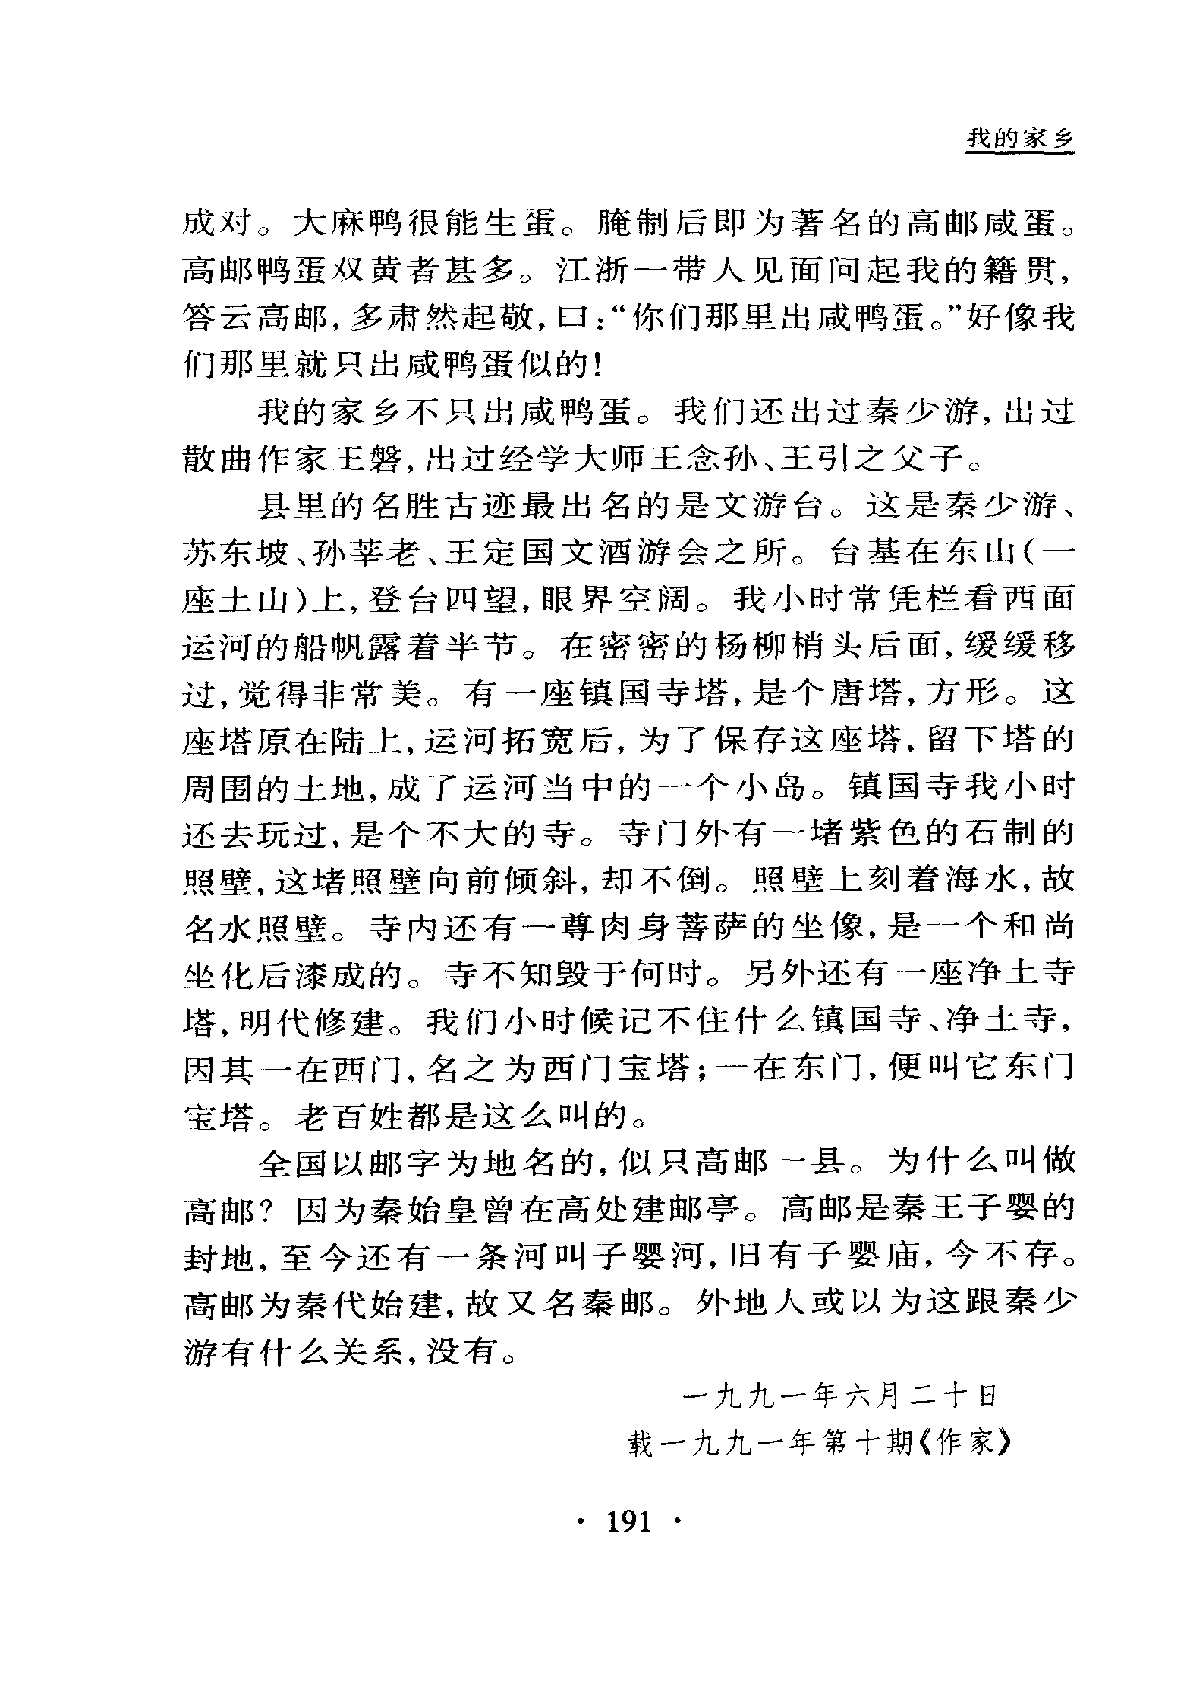 我的家乡
成对。大麻鸭很能生蛋。腌制后即为著名的高邮咸蛋。
高邮鸭蛋双黄者甚多。江浙一带人见面问起我的籍贯，
答云高邮，多肃然起敬，曰：“你们那里出咸鸭蛋。”好像我
们那里就只出咸鸭蛋似的！
我的家乡不只出咸鸭蛋。我们还出过秦少游，出过
散曲作家王磐，出过经学大师王念孙、王引之父子。
县里的名胜古迹最出名的是文游台。这是秦少游、
苏东坡、孙莘老、王定国文酒游会之所。台基在东山（一
座土山）上，登台四望，眼界空阔。我小时常凭栏看西面
运河的船帆露着半节。在密密的杨柳梢头后面，缓缓移
过，觉得非常美。有一座镇国寺塔，是个唐塔，方形。这
座塔原在陆上，运河拓宽后，为了保存这座塔，留下塔的
周围的土地，成了运河当中的一个小岛。镇国寺我小时
还去玩过，是个不大的寺。寺门外有一堵紫色的石制的
照壁，这堵照壁向前倾斜，却不倒。照壁上刻着海水，故
名水照壁。寺内还有一尊肉身菩萨的坐像，是一个和尚
坐化后漆成的。寺不知毁于何时。另外还有一座净土寺
塔，明代修建。我们小时候记不住什么镇国寺、净土寺，
因其一在西门，名之为西门宝塔；一在东门，便叫它东门
宝塔。老百姓都是这么叫的。
全国以邮字为地名的，似只高邮一县。为什么叫做
高邮？因为秦始皇曾在高处建邮亭。高邮是秦王子婴的
封地，至今还有一条河叫子婴河，旧有子婴庙，今不存。
高邮为秦代始建，故又名秦邮。外地人或以为这跟秦少
游有什么关系，没有。
一九九一年六月二十日
载一九九一年第十期《作家》
· 191 ·